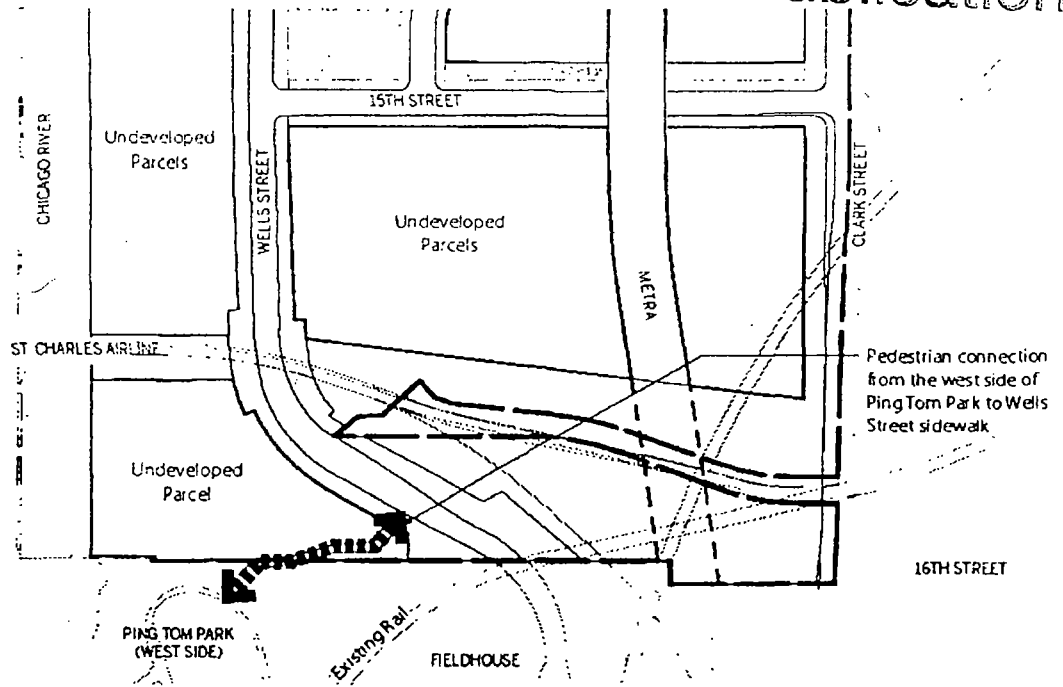 15TH STREET
CHICAGO RIVER
Undeveloped
Parcels
WELLS STREET
Undeveloped
Parcels
CLARK STREET
METRA
ST CHARLES AIRLINE
Pedestrian connection
from the west side of
Ping Tom Park to Wells
Street sidewalk
Undeveloped
Parcel
16TH STREET
PING TOM PARK
(WEST SIDE)
Existing Rail
FIELDHOUSE